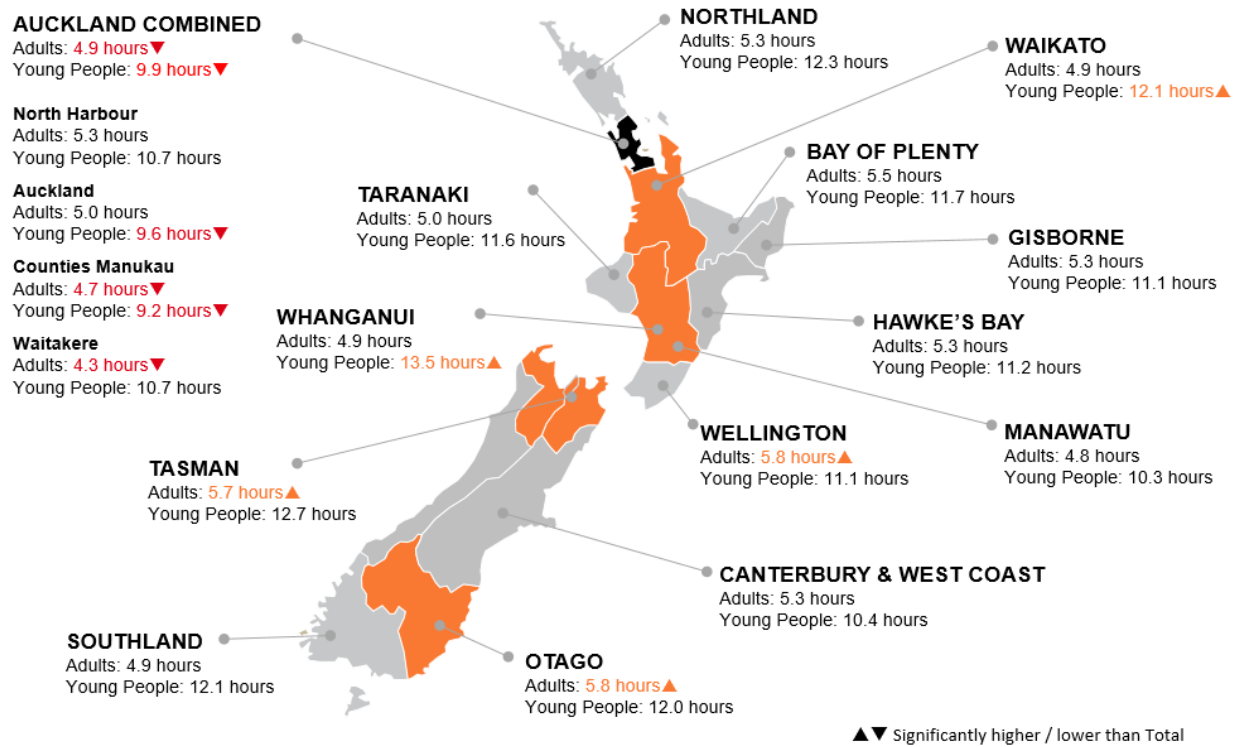 AUCKLAND COMBINED
Adults: 4.9 hours▼
Young People: 9.9 hours▼
North Harbour
Adults: 5.3 hours
Young People: 10.7 hours
Auckland
Adults: 5.0 hours
Young People: 9.6 hours▼
Counties Manukau
Adults: 4.7 hours▼
Young People: 9.2 hours▼
Waitakere
Adults: 4.3 hours▼
Young People: 10.7 hours
NORTHLAND
Adults: 5.3 hours
Young People: 12.3 hours
WAIKATO
Adults: 4.9 hours
Young People: 12.1 hours▲
BAY OF PLENTY
Adults: 5.5 hours
Young People: 11.7 hours
TARANAKI
Adults: 5.0 hours
Young People: 11.6 hours
GISBORNE
Adults: 5.3 hours
Young People: 11.1 hours
WHANGANUI
Adults: 4.9 hours
Young People: 13.5 hours▲
HAWKE’S BAY
Adults: 5.3 hours
Young People: 11.2 hours
WELLINGTON
Adults: 5.8 hours▲
Young People: 11.1 hours
MANAWATU
Adults: 4.8 hours
Young People: 10.3 hours
TASMAN
Adults: 5.7 hours▲
Young People: 12.7 hours
CANTERBURY & WEST COAST
Adults: 5.3 hours
Young People: 10.4 hours
SOUTHLAND
Adults: 4.9 hours
Young People: 12.1 hours
OTAGO
Adults: 5.8 hours▲
Young People: 12.0 hours
▲▼ Significantly higher / lower than Total